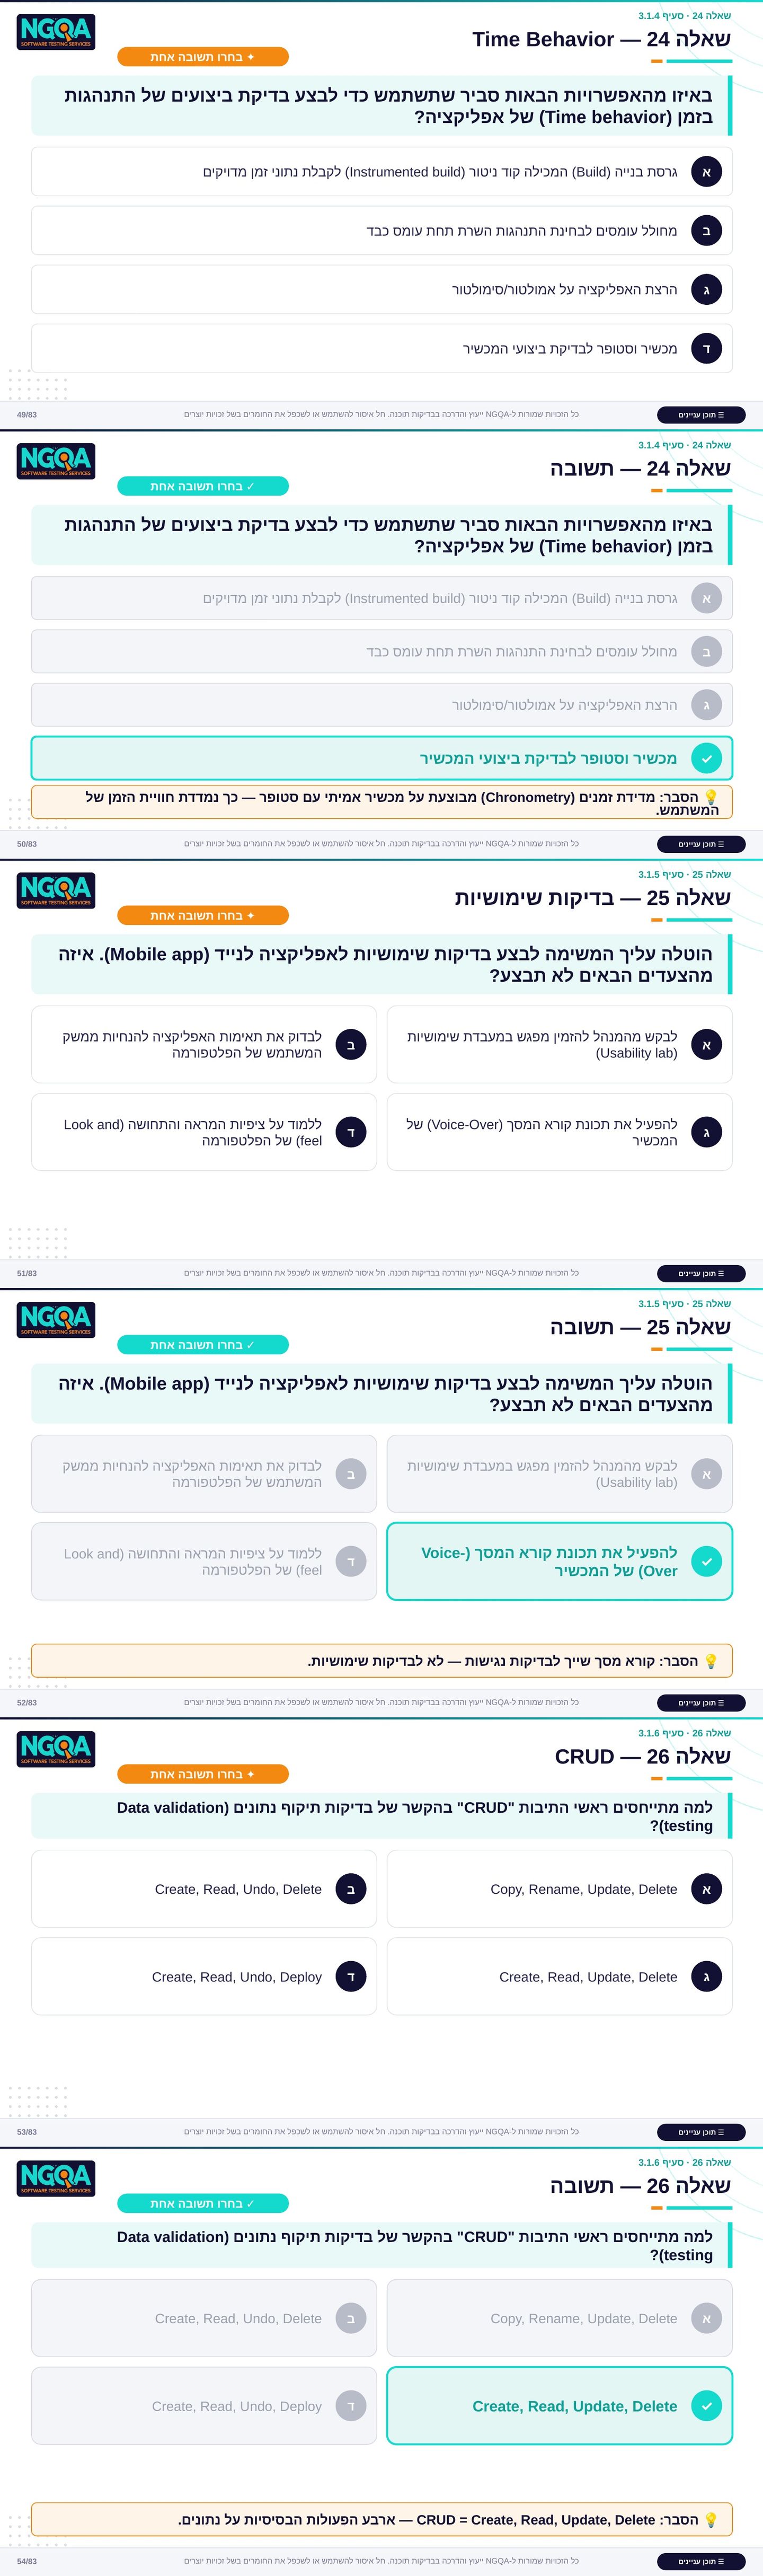 שאלה 24 · סעיף 3.1.4
NGQA
SOFTWARE TESTING SERVICES
שאלה 24 — Time Behavior
✦ בחרו תשובה אחת
באיזו מהאפשרויות הבאות סביר שתשתמש כדי לבצע בדיקת ביצועים של התנהגות
בזמן (Time behavior) של אפליקציה?
א
גרסת בנייה (Build) המכילה קוד ניטור (Instrumented build) לקבלת נתוני זמן מדויקים
ב
מחולל עומסים לבחינת התנהגות השרת תחת עומס כבד
ג
הרצת האפליקציה על אמולטור/סימולטור
ד
מכשיר וסטופר לבדיקת ביצועי המכשיר
☰ תוכן עניינים
כל הזכויות שמורות ל-NGQA ייעוץ והדרכה בבדיקות תוכנה. חל איסור להשתמש או לשכפל את החומרים בשל זכויות יוצרים
49/83
שאלה 24 · סעיף 3.1.4
NGQA
SOFTWARE TESTING SERVICES
שאלה 24 — תשובה
✓ בחרו תשובה אחת
באיזו מהאפשרויות הבאות סביר שתשתמש כדי לבצע בדיקת ביצועים של התנהגות
בזמן (Time behavior) של אפליקציה?
א
גרסת בנייה (Build) המכילה קוד ניטור (Instrumented build) לקבלת נתוני זמן מדויקים
ב
מחולל עומסים לבחינת התנהגות השרת תחת עומס כבד
ג
הרצת האפליקציה על אמולטור/סימולטור
✓
מכשיר וסטופר לבדיקת ביצועי המכשיר
💡 הסבר: מדידת זמנים (Chronometry) מבוצעת על מכשיר אמיתי עם סטופר — כך נמדדת חוויית הזמן של
המשתמש.
☰ תוכן עניינים
כל הזכויות שמורות ל-NGQA ייעוץ והדרכה בבדיקות תוכנה. חל איסור להשתמש או לשכפל את החומרים בשל זכויות יוצרים
50/83
שאלה 25 · סעיף 3.1.5
NGQA
SOFTWARE TESTING SERVICES
שאלה 25 — בדיקות שימושיות
✦ בחרו תשובה אחת
הוטלה עליך המשימה לבצע בדיקות שימושיות לאפליקציה לנייד (Mobile app). איזה
מהצעדים הבאים לא תבצע?
א
לבקש מהמנהל להזמין מפגש במעבדת שימושיות
(Usability lab)
ב
לבדוק את תאימות האפליקציה להנחיות ממשק
המשתמש של הפלטפורמה
ג
להפעיל את תכונת קורא המסך (Voice-Over) של
המכשיר
ד
ללמוד על ציפיות המראה והתחושה (Look and
feel) של הפלטפורמה
☰ תוכן עניינים
כל הזכויות שמורות ל-NGQA ייעוץ והדרכה בבדיקות תוכנה. חל איסור להשתמש או לשכפל את החומרים בשל זכויות יוצרים
51/83
שאלה 25 · סעיף 3.1.5
NGQA
SOFTWARE TESTING SERVICES
שאלה 25 — תשובה
✓ בחרו תשובה אחת
הוטלה עליך המשימה לבצע בדיקות שימושיות לאפליקציה לנייד (Mobile app). איזה
מהצעדים הבאים לא תבצע?
א
לבקש מהמנהל להזמין מפגש במעבדת שימושיות
(Usability lab)
ב
לבדוק את תאימות האפליקציה להנחיות ממשק
המשתמש של הפלטפורמה
✓
להפעיל את תכונת קורא המסך (Voice-
Over) של המכשיר
ד
ללמוד על ציפיות המראה והתחושה (Look and
feel) של הפלטפורמה
💡 הסבר: קורא מסך שייך לבדיקות נגישות — לא לבדיקות שימושיות.
☰ תוכן עניינים
כל הזכויות שמורות ל-NGQA ייעוץ והדרכה בבדיקות תוכנה. חל איסור להשתמש או לשכפל את החומרים בשל זכויות יוצרים
52/83
שאלה 26 · סעיף 3.1.6
NGQA
SOFTWARE TESTING SERVICES
שאלה 26 — CRUD
✦ בחרו תשובה אחת
למה מתייחסים ראשי התיבות "CRUD" בהקשר של בדיקות תיקוף נתונים (Data validation
testing)?
א
Copy, Rename, Update, Delete
ב
Create, Read, Undo, Delete
ג
Create, Read, Update, Delete
ד
Create, Read, Undo, Deploy
☰ תוכן עניינים
כל הזכויות שמורות ל-NGQA ייעוץ והדרכה בבדיקות תוכנה. חל איסור להשתמש או לשכפל את החומרים בשל זכויות יוצרים
53/83
שאלה 26 · סעיף 3.1.6
NGQA
SOFTWARE TESTING SERVICES
שאלה 26 — תשובה
✓ בחרו תשובה אחת
למה מתייחסים ראשי התיבות "CRUD" בהקשר של בדיקות תיקוף נתונים (Data validation
testing)?
א
Copy, Rename, Update, Delete
ב
Create, Read, Undo, Delete
✓
Create, Read, Update, Delete
ד
Create, Read, Undo, Deploy
💡 הסבר: CRUD = Create, Read, Update, Delete — ארבע הפעולות הבסיסיות על נתונים.
☰ תוכן עניינים
כל הזכויות שמורות ל-NGQA ייעוץ והדרכה בבדיקות תוכנה. חל איסור להשתמש או לשכפל את החומרים בשל זכויות יוצרים
54/83